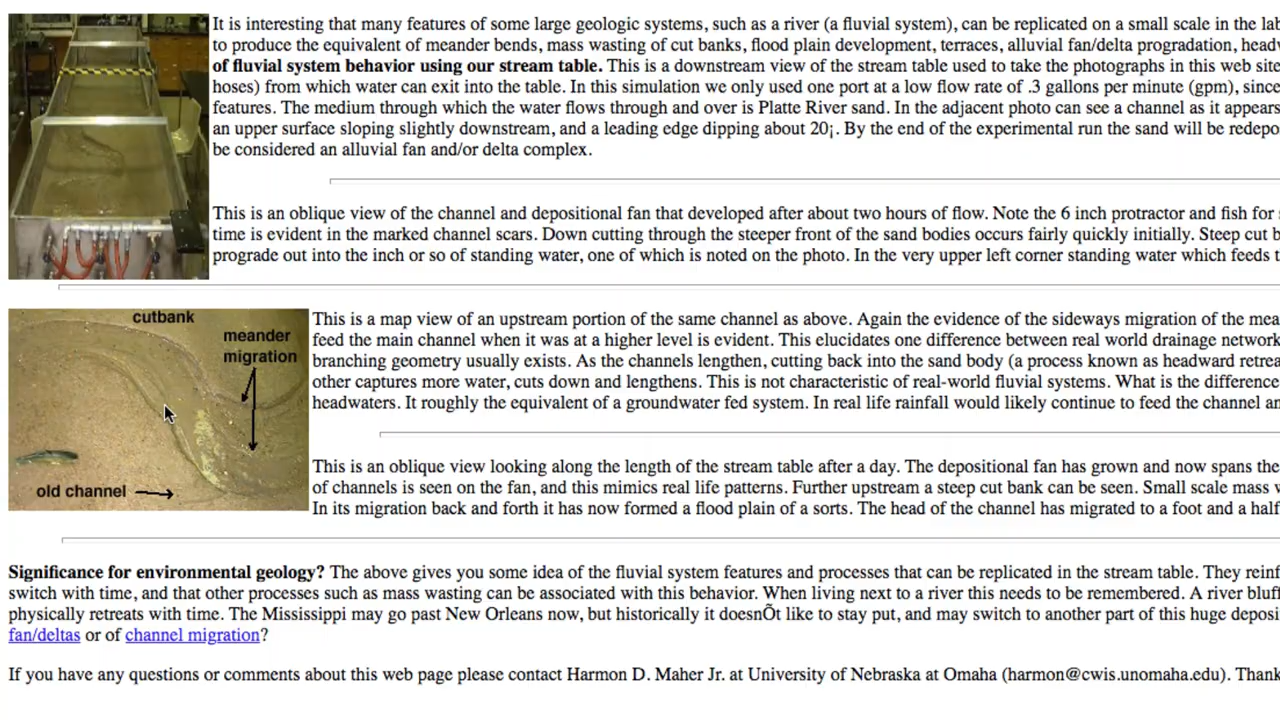 It is interesting that many features of some large geologic systems, such as a river (a fluvial system), can be replicated on a small scale in the lab
to produce the equivalent of meander bends, mass wasting of cut banks, flood plain development, terraces, alluvial fan/delta progradation, head
of fluvial system behavior using our stream table. This is a downstream view of the stream table used to take the photographs in this web site
hoses) from which water can exit into the table. In this simulation we only used one port at a low flow rate of .3 gallons per minute (gpm), since
features. The medium through which the water flows through and over is Platte River sand. In the adjacent photo can see a channel as it appears
an upper surface sloping slightly downstream, and a leading edge dipping about 20¡. By the end of the experimental run the sand will be redepo
be considered an alluvial fan and/or delta complex.
This is an oblique view of the channel and depositional fan that developed after about two hours of flow. Note the 6 inch protractor and fish for
time is evident in the marked channel scars. Down cutting through the steeper front of the sand bodies occurs fairly quickly initially. Steep cut b
prograde out into the inch or so of standing water, one of which is noted on the photo. In the very upper left corner standing water which feeds t
cutbank
meander
migration
old channel
This is a map view of an upstream portion of the same channel as above. Again the evidence of the sideways migration of the mea
feed the main channel when it was at a higher level is evident. This elucidates one difference between real world drainage network
branching geometry usually exists. As the channels lengthen, cutting back into the sand body (a process known as headward retrea
other captures more water, cuts down and lengthens. This is not characteristic of real-world fluvial systems. What is the difference
headwaters. It roughly the equivalent of a groundwater fed system. In real life rainfall would likely continue to feed the channel an
This is an oblique view looking along the length of the stream table after a day. The depositional fan has grown and now spans the
of channels is seen on the fan, and this mimics real life patterns. Further upstream a steep cut bank can be seen. Small scale mass
In its migration back and forth it has now formed a flood plain of a sorts. The head of the channel has migrated to a foot and a half
Significance for environmental geology? The above gives you some idea of the fluvial system features and processes that can be replicated in the stream table. They reinf
switch with time, and that other processes such as mass wasting can be associated with this behavior. When living next to a river this needs to be remembered. A river bluf
physically retreats with time. The Mississippi may go past New Orleans now, but historically it doesnÕt like to stay put, and may switch to another part of this huge deposi
fan/deltas or of channel migration?
If you have any questions or comments about this web page please contact Harmon D. Maher Jr. at University of Nebraska at Omaha (harmon@cwis.unomaha.edu). Thank